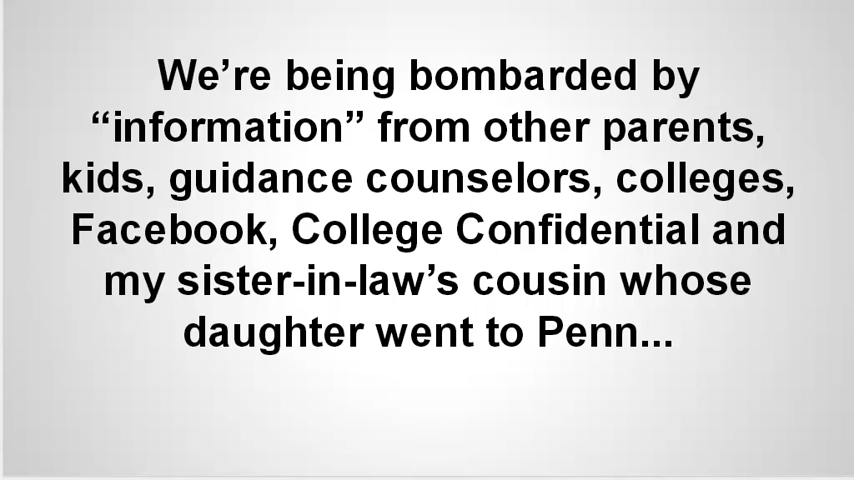 We’re being bombarded by
“information” from other parents,
kids, guidance counselors, colleges,
Facebook, College Confidential and
my sister-in-law’s cousin whose
daughter went to Penn...